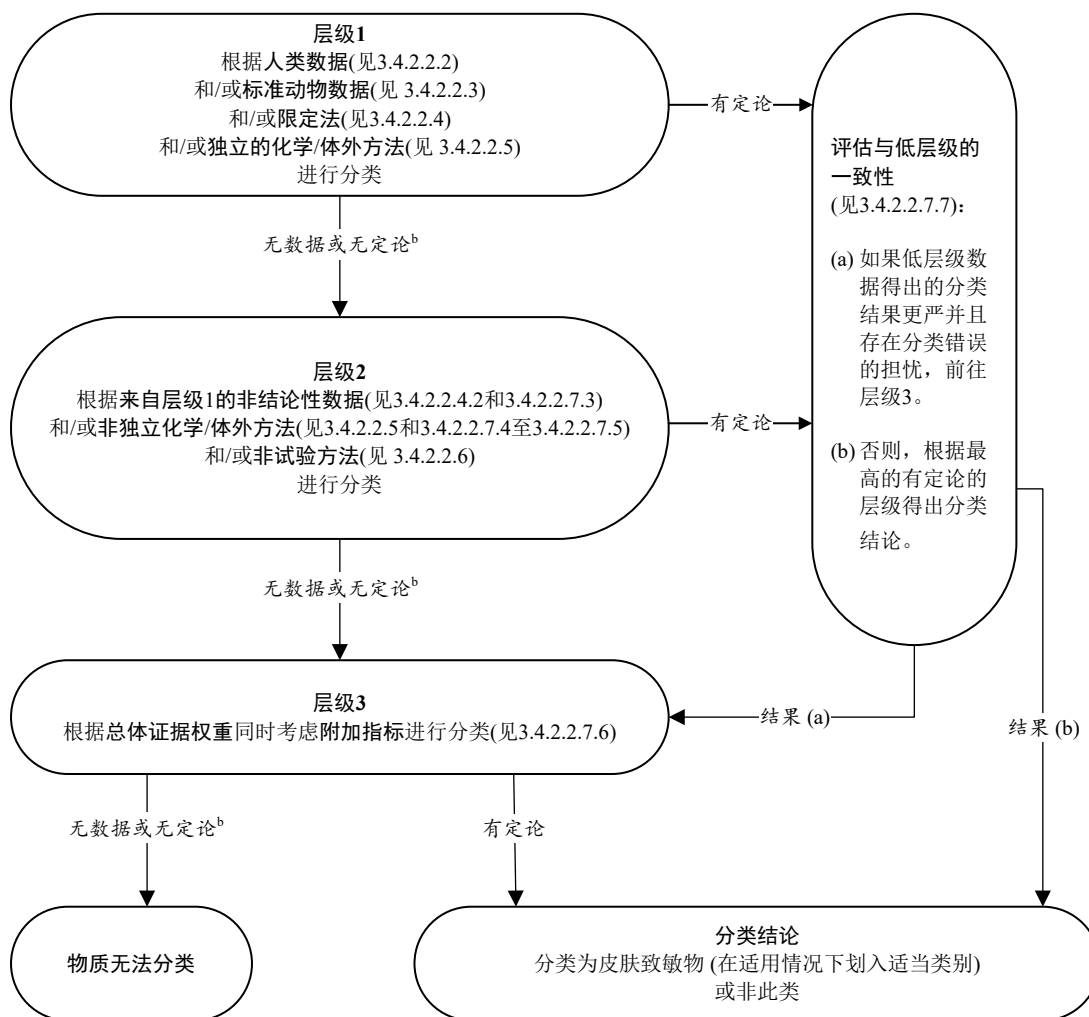 层级1
根据人类数据(见3.4.2.2.2)
和/或标准动物数据(见 3.4.2.2.3)
和/或限定法(见3.4.2.2.4)
和/或独立的化学/体外方法(见 3.4.2.2.5)
进行分类
有定论
无数据或无定论b
评估与低层级的
一致性
(见3.4.2.2.7.7)：
(a) 如果低层级数
据得出的分类
结果更严并且
存在分类错误
的担忧，前往
层级3。
(b) 否则，根据最
高的有定论的
层级得出分类
结论。
层级2
根据来自层级1的非结论性数据(见3.4.2.2.4.2和3.4.2.2.7.3)
和/或非独立化学/体外方法(见3.4.2.2.5和3.4.2.2.7.4至3.4.2.2.7.5)
和/或非试验方法(见 3.4.2.2.6)
进行分类
有定论
无数据或无定论b
层级3
根据总体证据权重同时考虑附加指标进行分类(见3.4.2.2.7.6)
结果 (a)
结果 (b)
无数据或无定论b
有定论
物质无法分类
分类结论
分类为皮肤致敏物 (在适用情况下划入适当类别)
或非此类